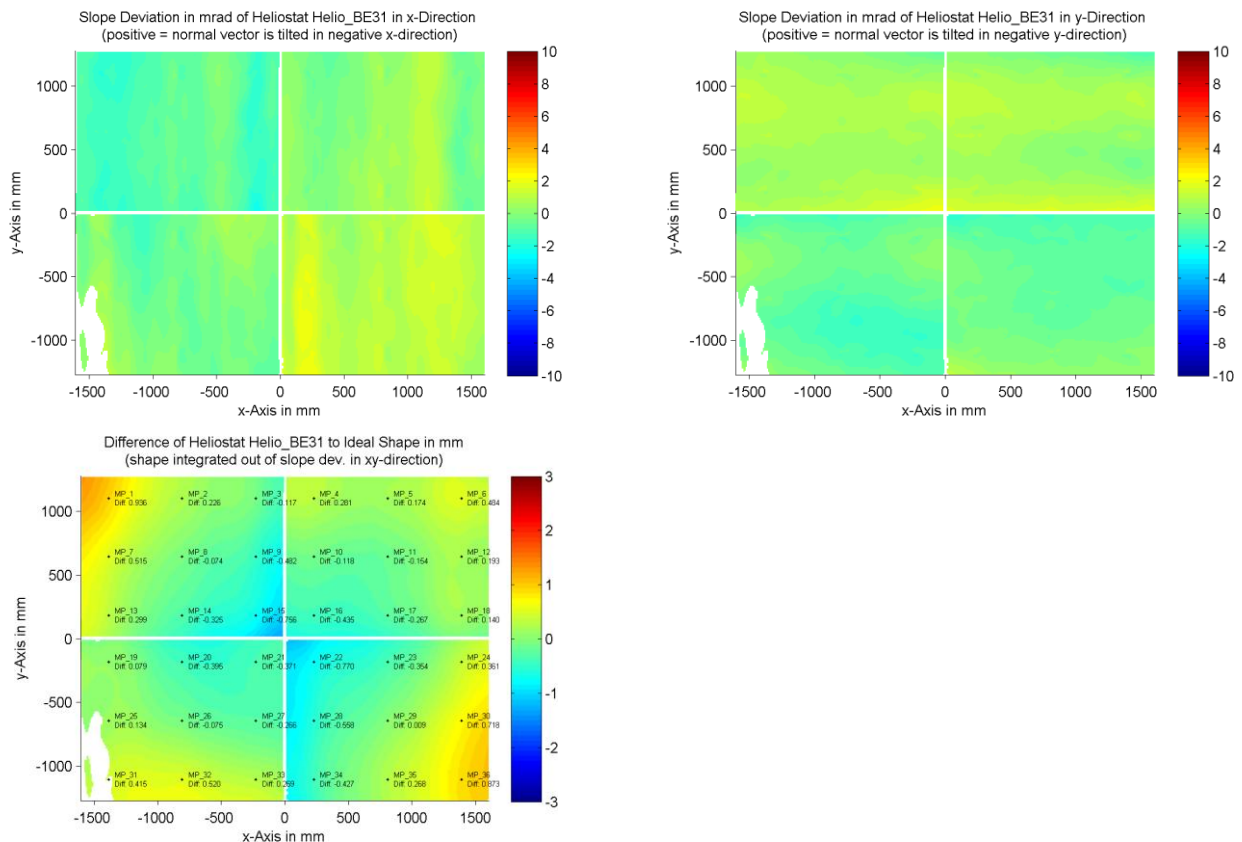 Slope Deviation in mrad of Heliostat Helio_BE31 in x-Direction
(positive = normal vector is tilted in negative x-direction)
1000
500
0
-500
-1000
y-Axis in mm
-1500 -1000 -500 0 500 1000 1500
x-Axis in mm
10
8
6
4
2
0
-2
-4
-6
-8
-10
Slope Deviation in mrad of Heliostat Helio_BE31 in y-Direction
(positive = normal vector is tilted in negative y-direction)
1000
500
0
-500
-1000
y-Axis in mm
-1500 -1000 -500 0 500 1000 1500
x-Axis in mm
10
8
6
4
2
0
-2
-4
-6
-8
-10
Difference of Heliostat Helio_BE31 to Ideal Shape in mm
(shape integrated out of slope dev. in xy-direction)
1000
500
0
-500
-1000
y-Axis in mm
MP_1 MP_2 MP_3 MP_4 MP_5 MP_6
Diff: 0.936 Diff: 0.226 Diff: -0.117 Diff: 0.281 Diff: 0.174 Diff: 0.484
MP_7 MP_8 MP_9 MP_10 MP_11 MP_12
Diff: 0.515 Diff: -0.074 Diff: -0.482 Diff: -0.118 Diff: -0.154 Diff: 0.193
MP_13 MP_14 MP_15 MP_16 MP_17 MP_18
Diff: 0.299 Diff: -0.325 Diff: -0.756 Diff: -0.435 Diff: -0.267 Diff: 0.140
MP_19 MP_20 MP_21 MP_22 MP_23 MP_24
Diff: 0.079 Diff: -0.395 Diff: -0.371 Diff: -0.770 Diff: -0.354 Diff: 0.361
MP_25 MP_26 MP_27 MP_28 MP_29 MP_30
Diff: 0.134 Diff: -0.075 Diff: -0.266 Diff: -0.558 Diff: 0.009 Diff: 0.718
MP_31 MP_32 MP_33 MP_34 MP_35 MP_36
Diff: 0.415 Diff: 0.520 Diff: 0.259 Diff: -0.427 Diff: 0.268 Diff: 0.873
-1500 -1000 -500 0 500 1000 1500
x-Axis in mm
3
2
1
0
-1
-2
-3